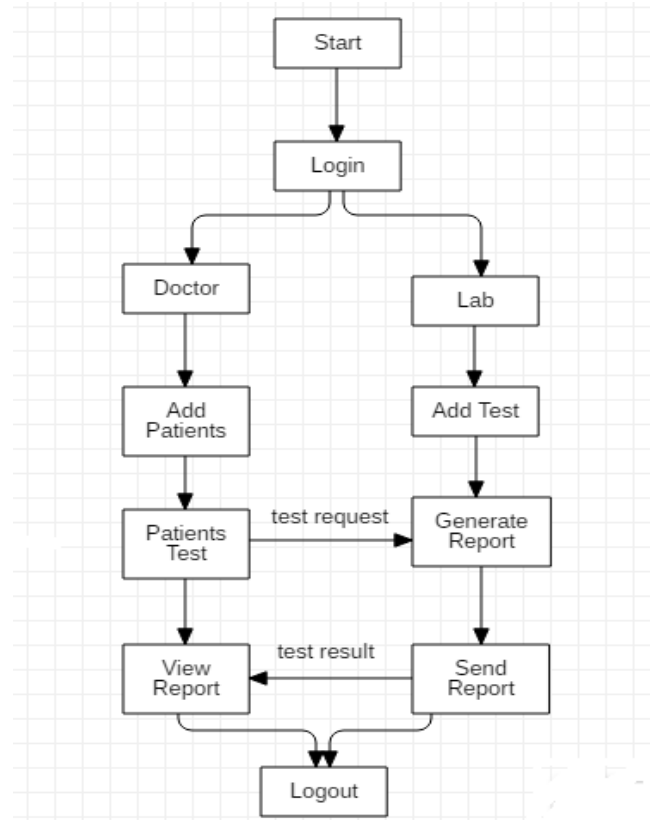 Start
Login
Doctor
Lab
Add
Patients
Add Test
Patients
Test
test request
Generate
Report
View
Report
test result
Send
Report
Logout